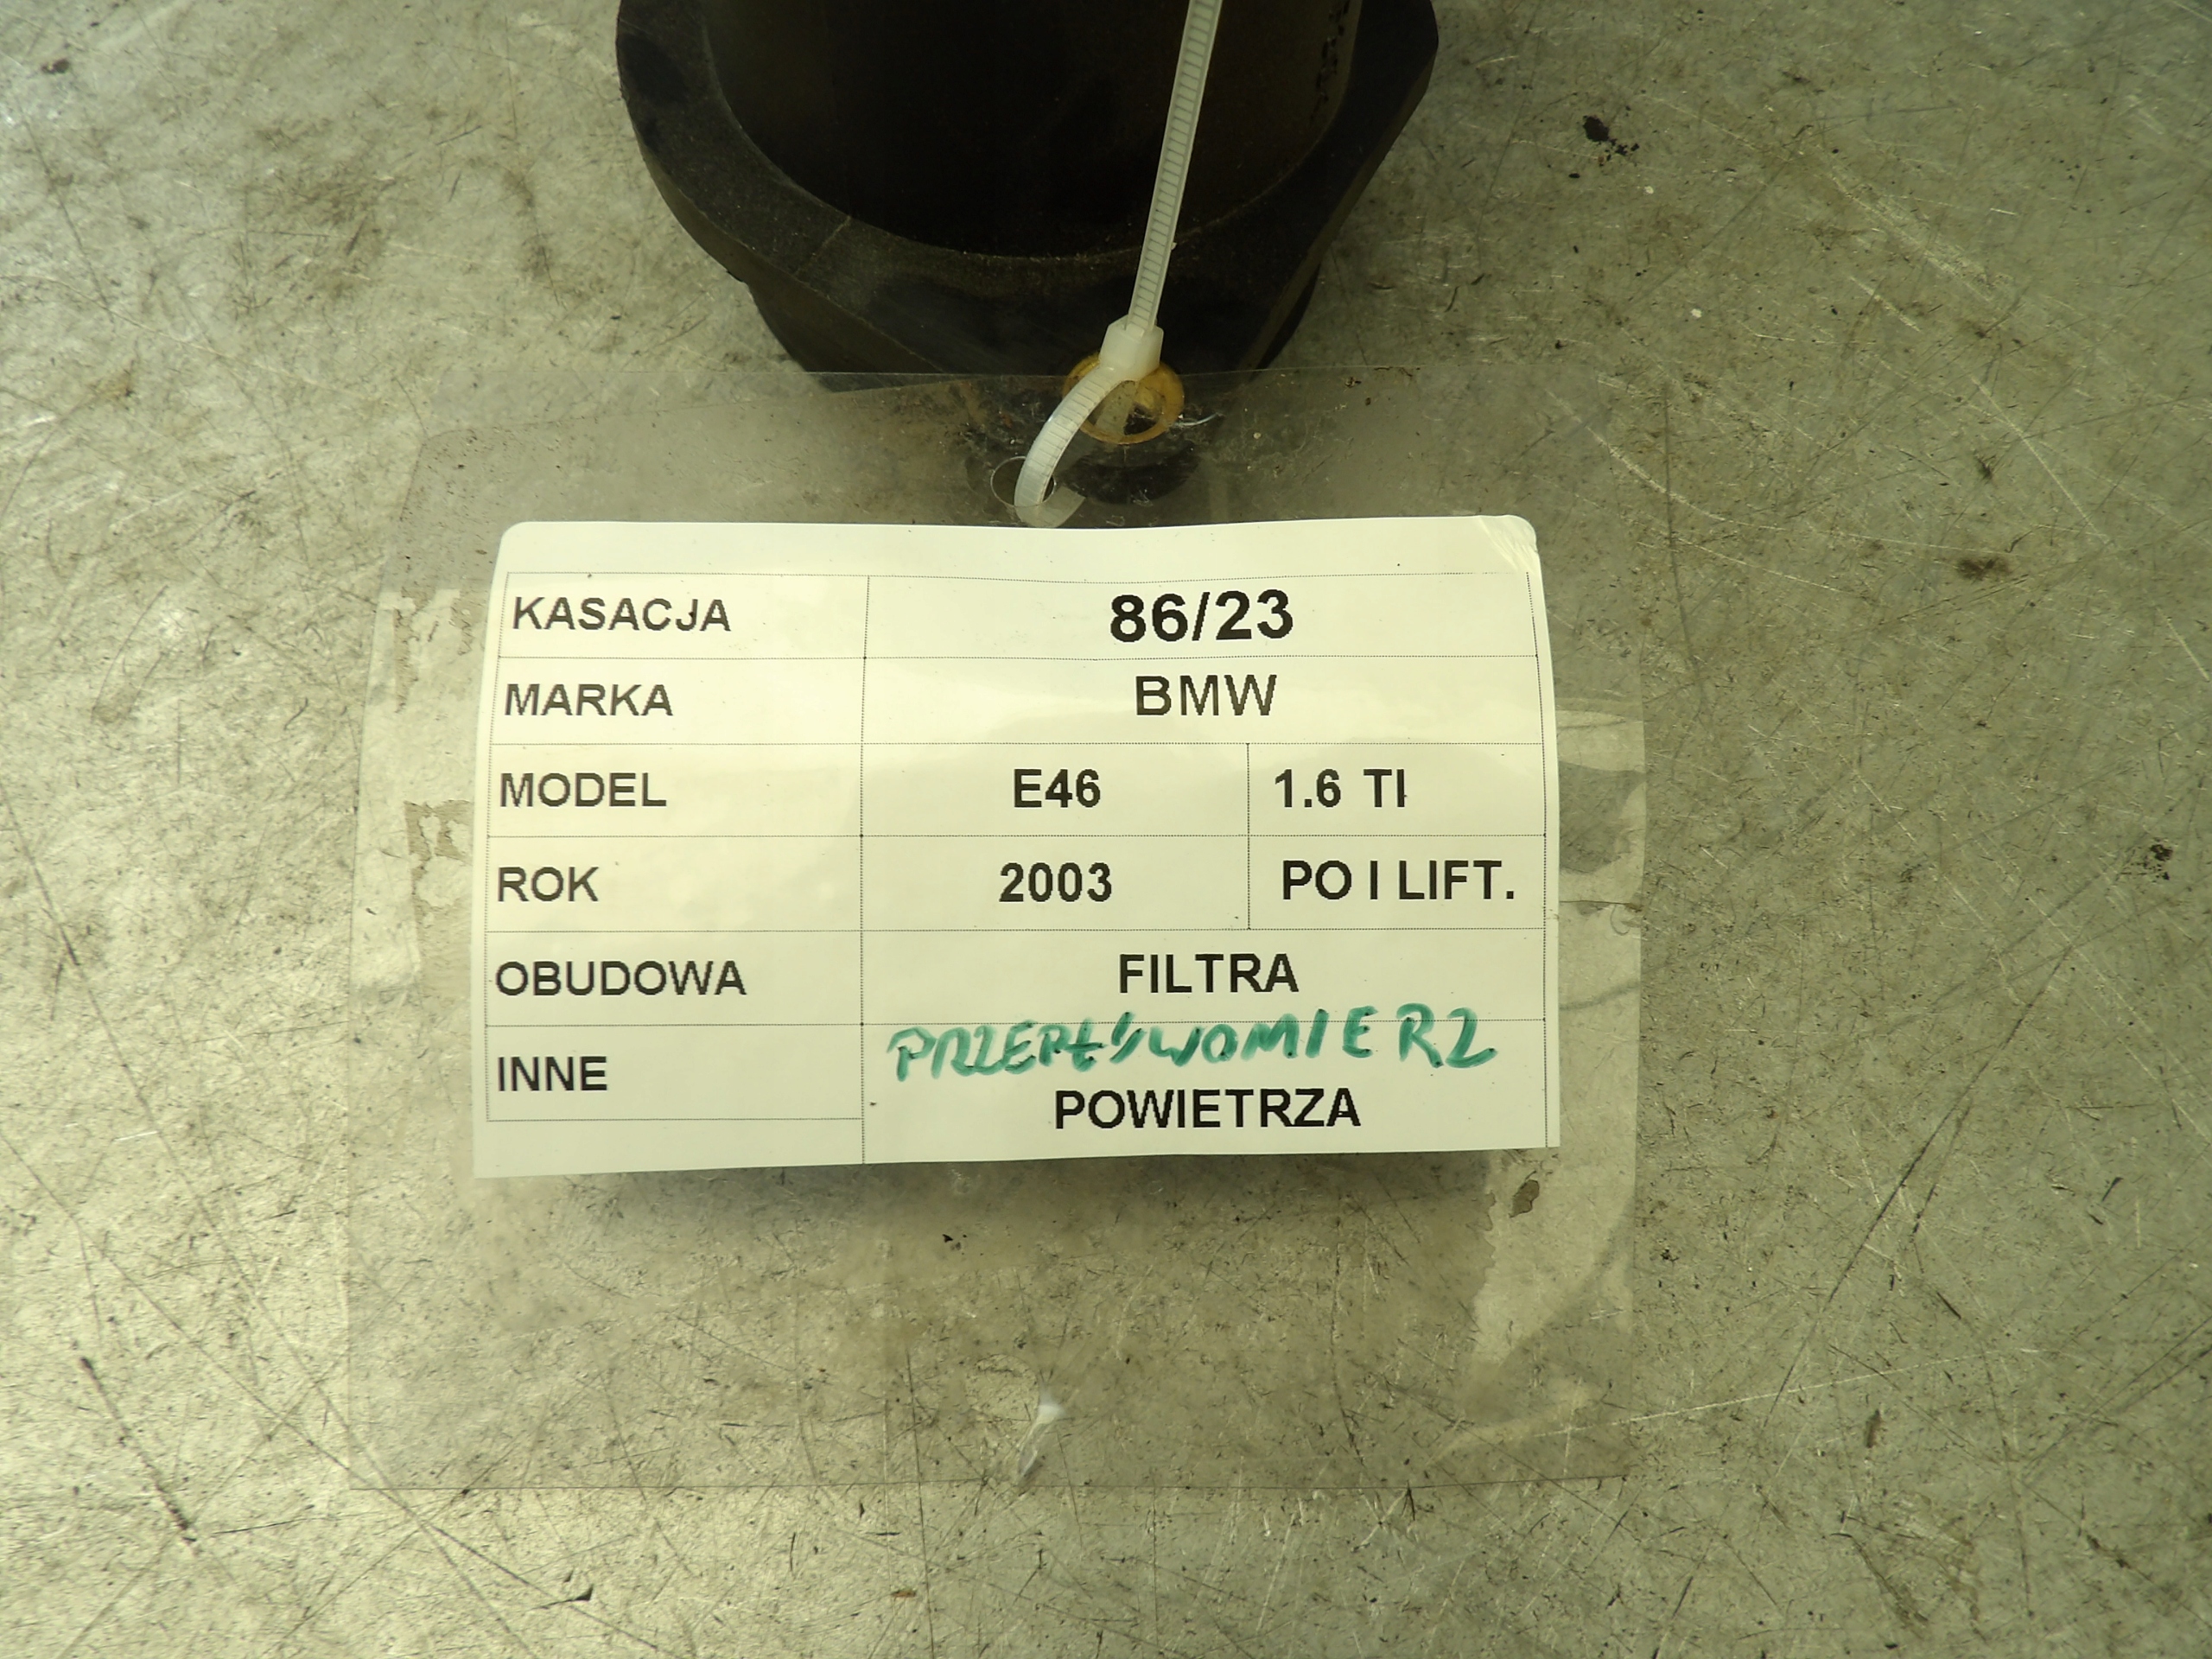 KASACJA 86/23
MARKA BMW
MODEL E46 1.6 TI
ROK 2003 PO I LIFT.
OBUDOWA FILTRA
PRZEPŁYWOMIERZ
INNE
POWIETRZA